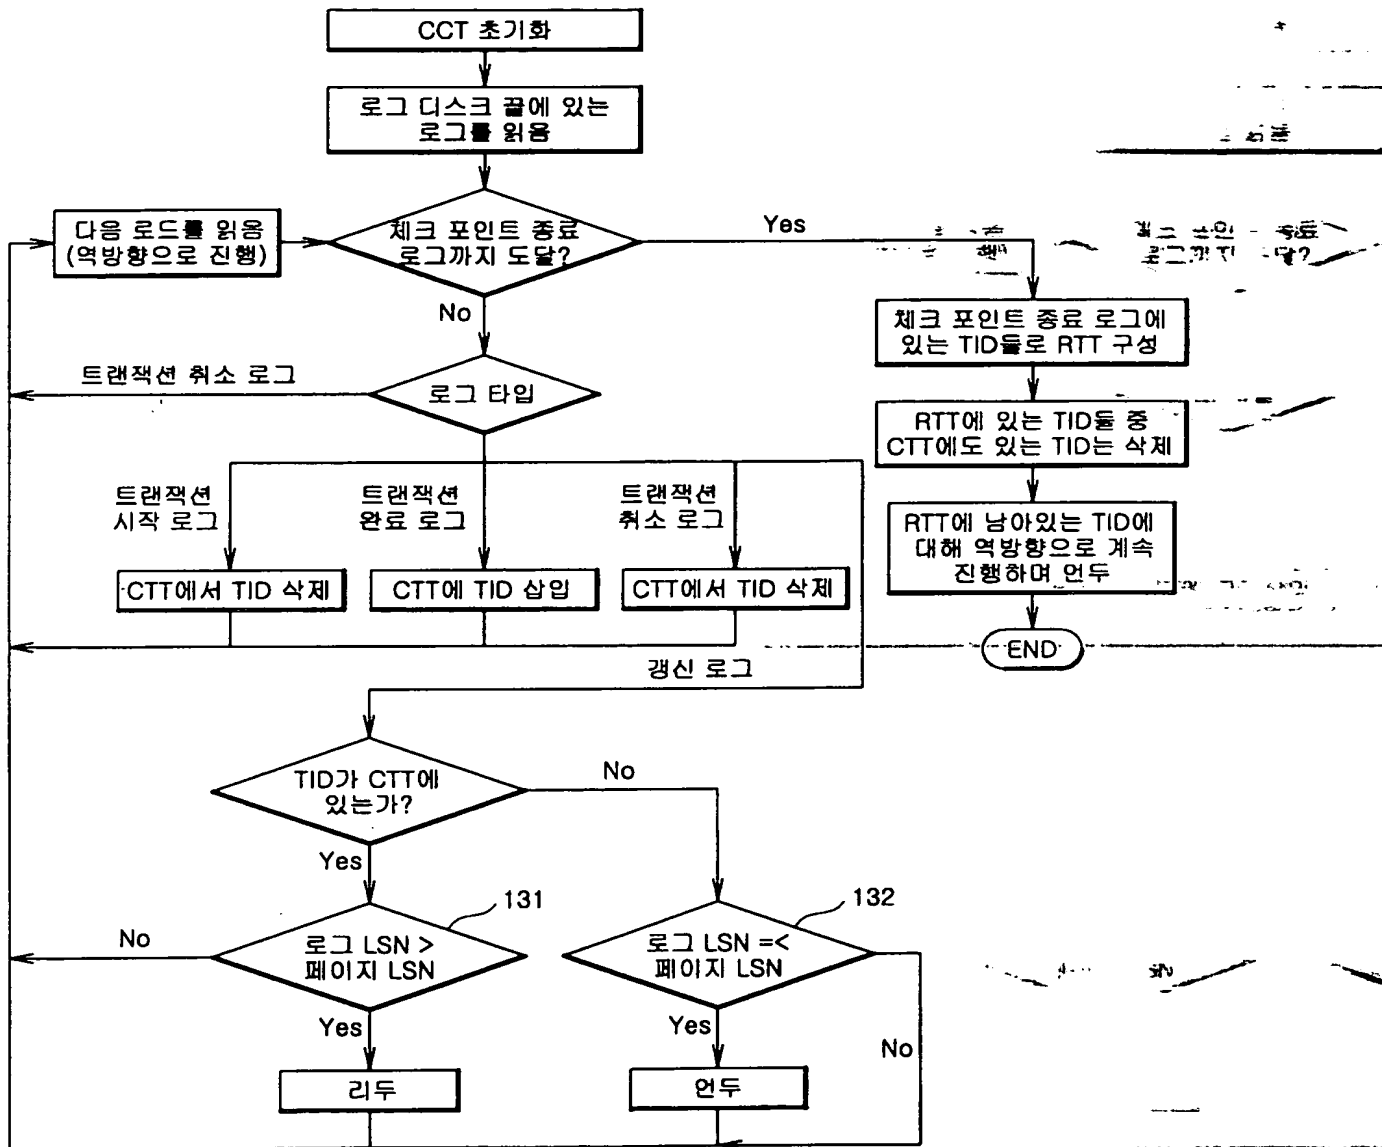 CCT 초기화
로그 디스크 끝에 있는
로그를 읽음
다음 로드를 읽음
(역방향으로 진행)
체크 포인트 종료
로그까지 도달?
Yes
No
체크 포인트 종료 로그에
있는 TID들로 RTT 구성
트랜잭션 취소 로그
로그 타입
RTT에 있는 TID들 중
CTT에도 있는 TID는 삭제
트랜잭션
시작 로그
트랜잭션
완료 로그
트랜잭션
취소 로그
RTT에 남아있는 TID에
대해 역방향으로 계속
진행하며 언두
CTT에서 TID 삭제
CTT에 TID 삽입
CTT에서 TID 삭제
END
갱신 로그
TID가 CTT에
있는가?
No
Yes
131
132
No
로그 LSN >
페이지 LSN
로그 LSN =<
페이지 LSN
Yes
Yes
No
리두
언두